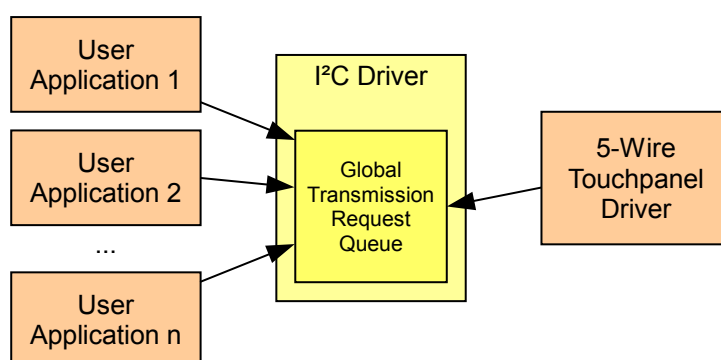 User
Application 1
User
Application 2
...
User
Application n
I²C Driver
Global
Transmission
Request
Queue
5-Wire
Touchpanel
Driver